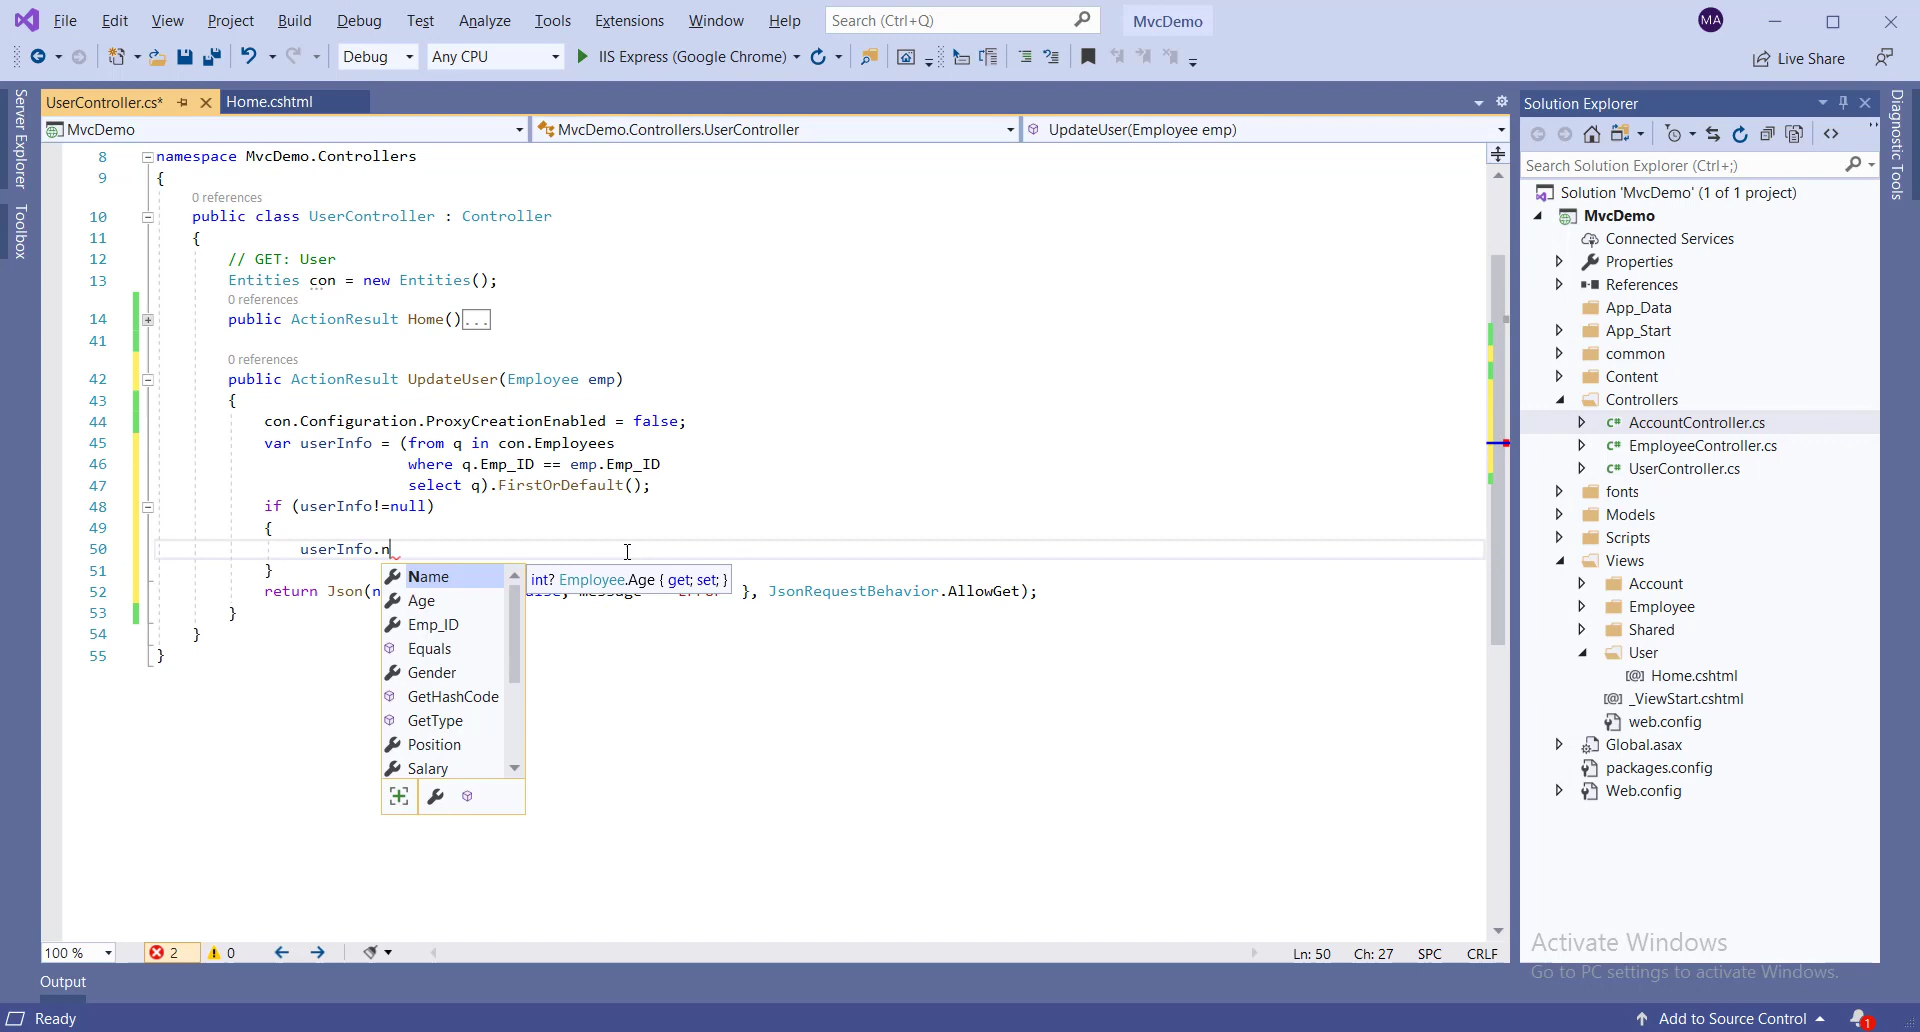 File Edit View Project Build Debug Test Analyze Tools Extensions Window Help Search (Ctrl+Q) MvcDemo MA
Debug Any CPU IIS Express (Google Chrome) Live Share
UserController.cs* Home.cshtml
MvcDemo MvcDemo.Controllers.UserController UpdateUser(Employee emp)
Server Explorer
Toolbox
8 namespace MvcDemo.Controllers
9 {
0 references
10 public class UserController : Controller
11 {
12 // GET: User
13 Entities con = new Entities();
0 references
14 public ActionResult Home()...
41
0 references
42 public ActionResult UpdateUser(Employee emp)
43 {
44 con.Configuration.ProxyCreationEnabled = false;
45 var userInfo = (from q in con.Employees
46 where q.Emp_ID == emp.Emp_ID
47 select q).FirstOrDefault();
48 if (userInfo!=null)
49 {
50 userInfo.n
51 }
52 return Json(n }, JsonRequestBehavior.AllowGet);
53 }
54 }
55 }
Name
Age
Emp_ID
Equals
Gender
GetHashCode
GetType
Position
Salary
int? Employee.Age { get; set; }
100 % 2 0 Ln: 50 Ch: 27 SPC CRLF
Output
Ready Add to Source Control 1
Solution Explorer
Search Solution Explorer (Ctrl+;)
Solution 'MvcDemo' (1 of 1 project)
MvcDemo
Connected Services
Properties
References
App_Data
App_Start
common
Content
Controllers
C# AccountController.cs
C# EmployeeController.cs
C# UserController.cs
fonts
Models
Scripts
Views
Account
Employee
Shared
User
[@] Home.cshtml
[@] _ViewStart.cshtml
web.config
Global.asax
packages.config
Web.config
Activate Windows
Go to PC settings to activate Windows.
Diagnostic Tools